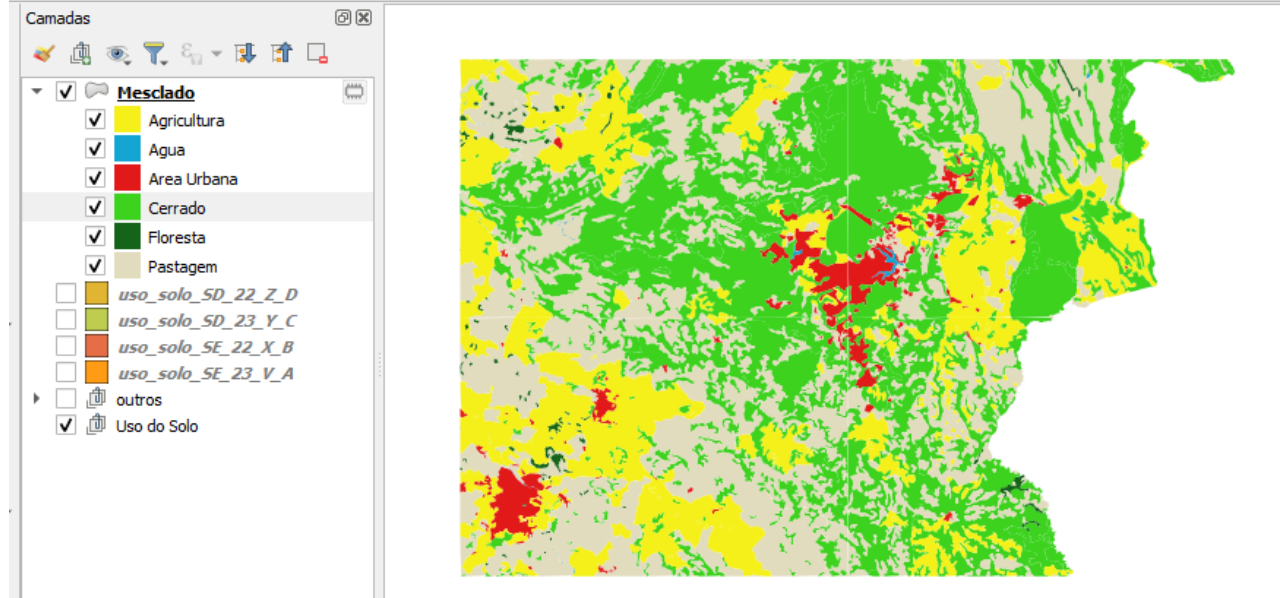 Camadas
Mesclado
Agricultura
Agua
Area Urbana
Cerrado
Floresta
Pastagem
uso_solo_SD_22_Z_D
uso_solo_SD_23_Y_C
uso_solo_SE_22_X_B
uso_solo_SE_23_V_A
outros
Uso do Solo